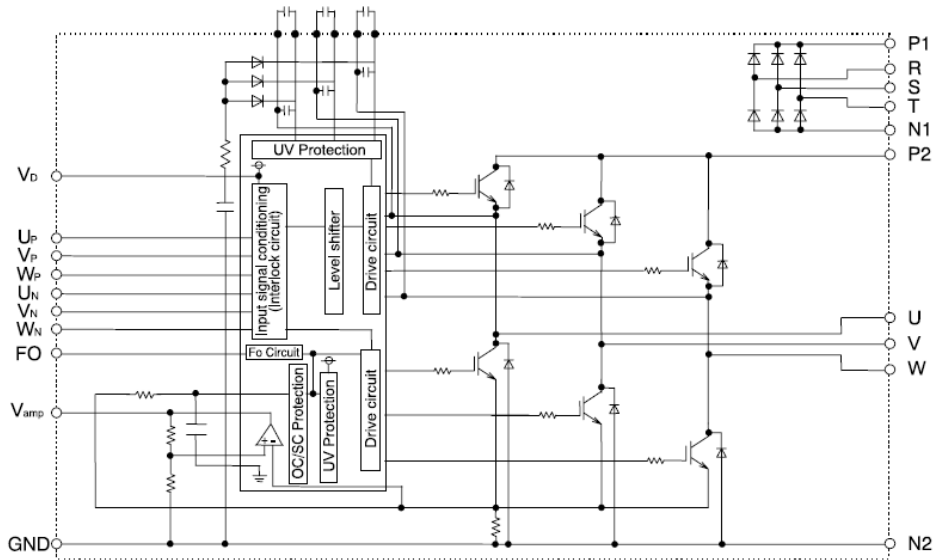 P1
R
S
T
N1
P2
UV Protection
VD
Input signal conditioning
(Interlock circuit)
Level shifter
Drive circuit
UP
VP
WP
UN
VN
WN
FO
Fo Circuit
U
V
W
Vamp
OC/SC Protection
UV Protection
Drive circuit
+-
GND
N2